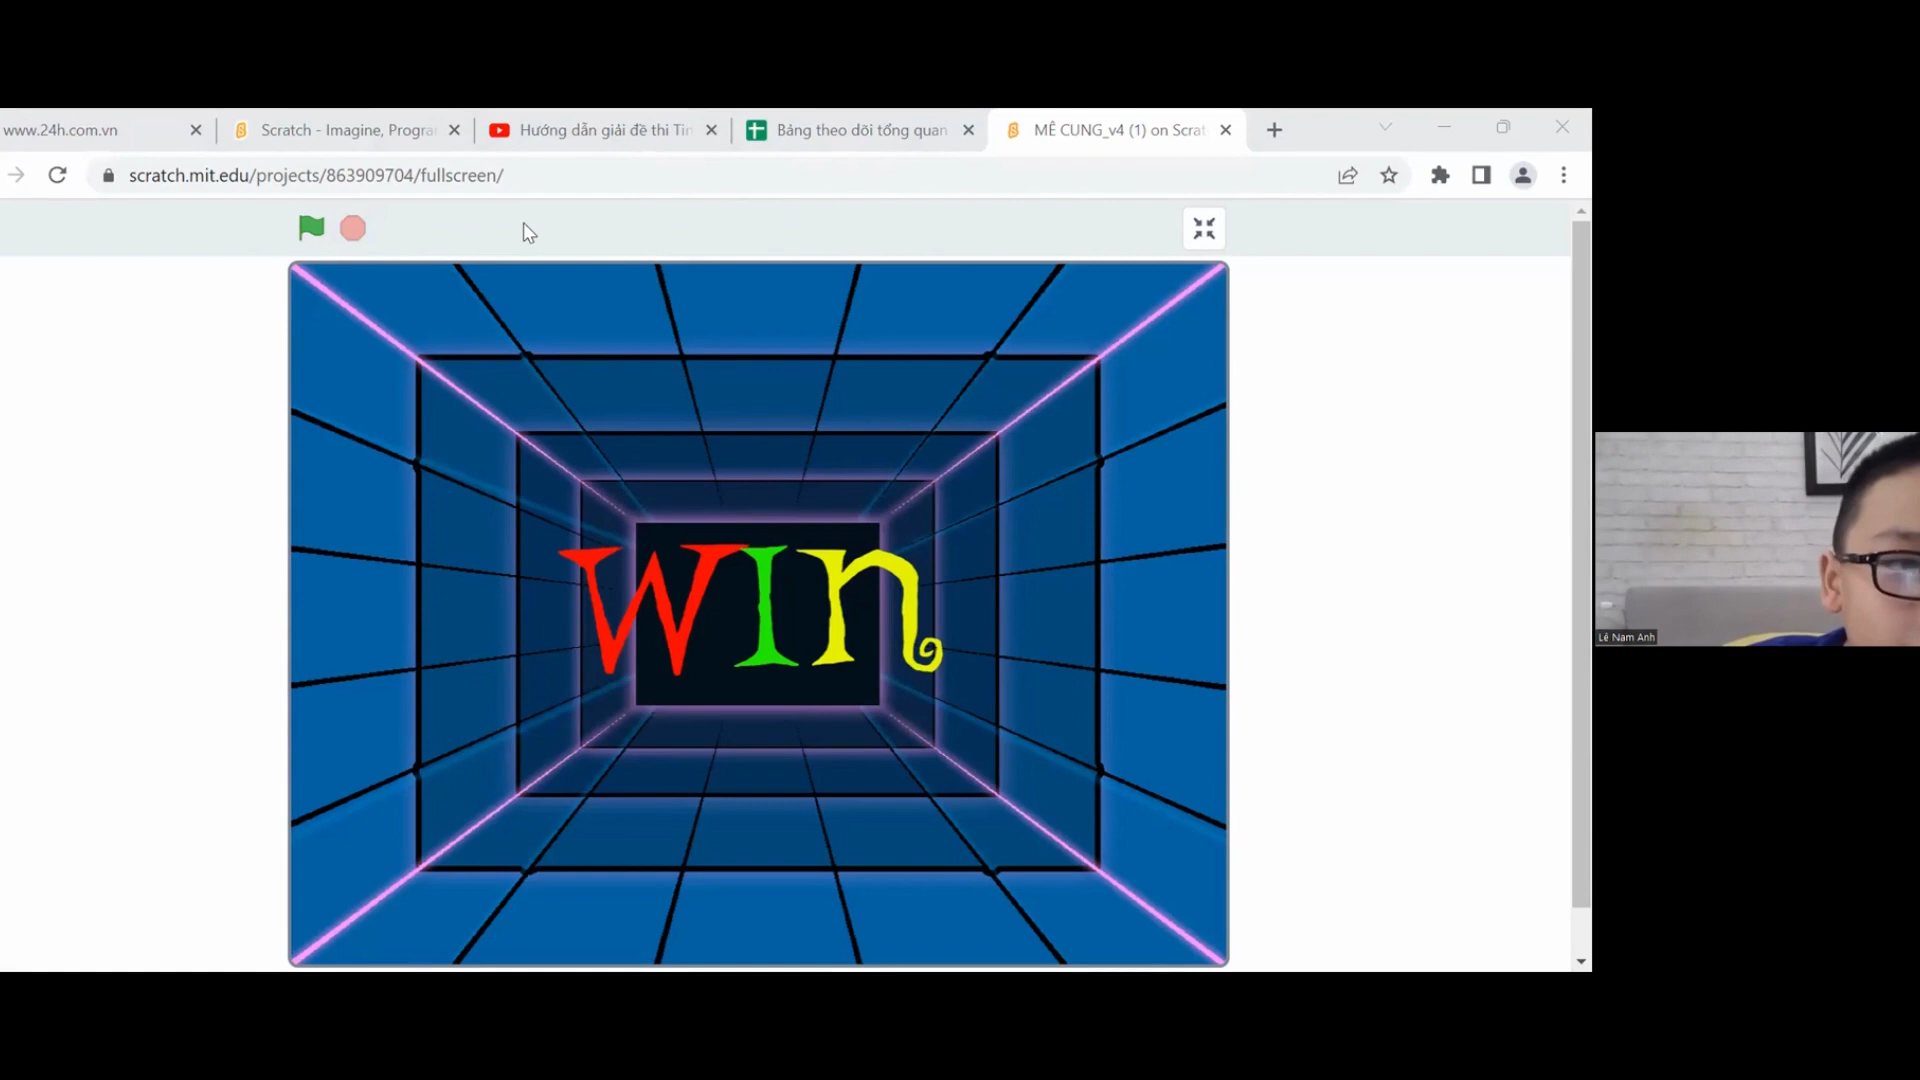 www.24h.com.vn
Scratch - Imagine, Progra
Hướng dẫn giải đề thi Tin
Bảng theo dõi tổng quan
MÊ CUNG_v4 (1) on Scrat
scratch.mit.edu/projects/863909704/fullscreen/
WIn
Lê Nam Anh